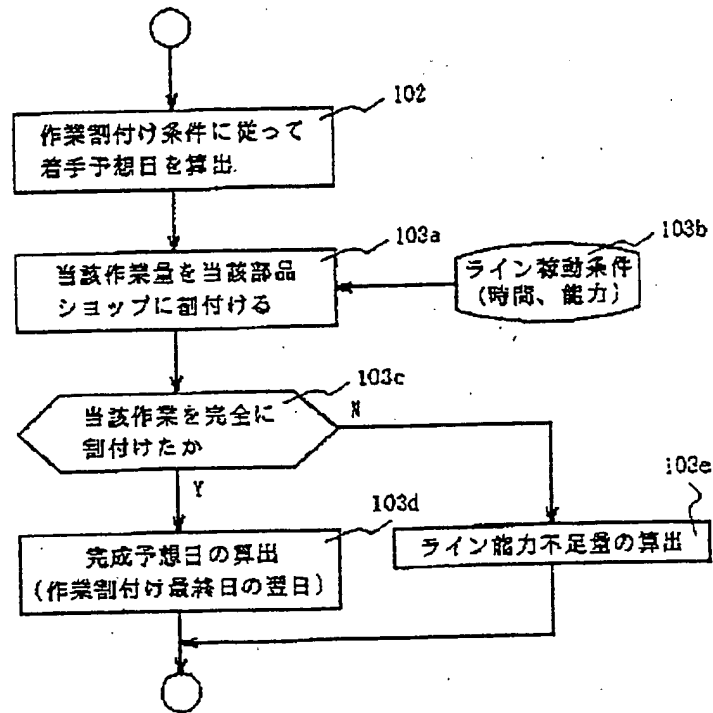 102
作業割付け条件に従って
着手予想日を算出
103a
当該作業量を当該部品
ショップに割付ける
103b
ライン稼動条件
(時間、能力)
103c
当該作業を完全に
割付けたか
N
Y
103d
完成予想日の算出
(作業割付け最終日の翌日)
103e
ライン能力不足量の算出